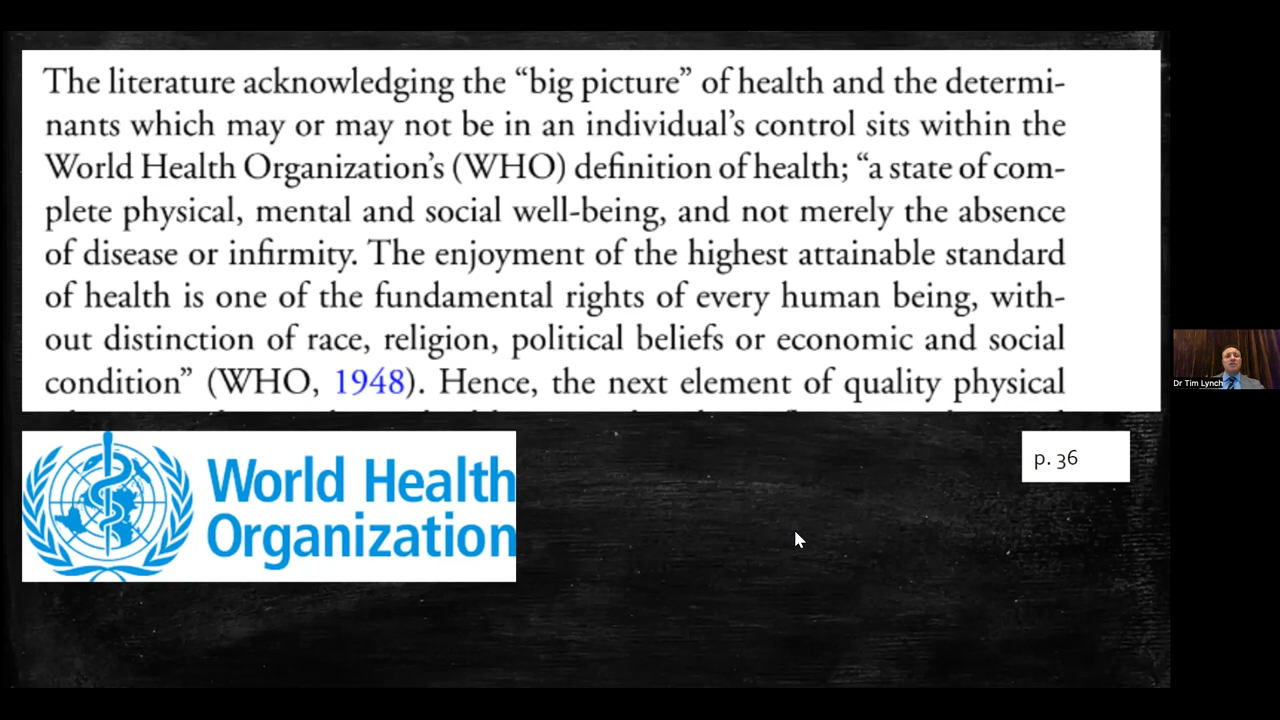 The literature acknowledging the “big picture” of health and the determi-
nants which may or may not be in an individual’s control sits within the
World Health Organization’s (WHO) definition of health; “a state of com-
plete physical, mental and social well-being, and not merely the absence
of disease or infirmity. The enjoyment of the highest attainable standard
of health is one of the fundamental rights of every human being, with-
out distinction of race, religion, political beliefs or economic and social
condition” (WHO, 1948). Hence, the next element of quality physical
World Health
Organization
p. 36
Dr Tim Lynch